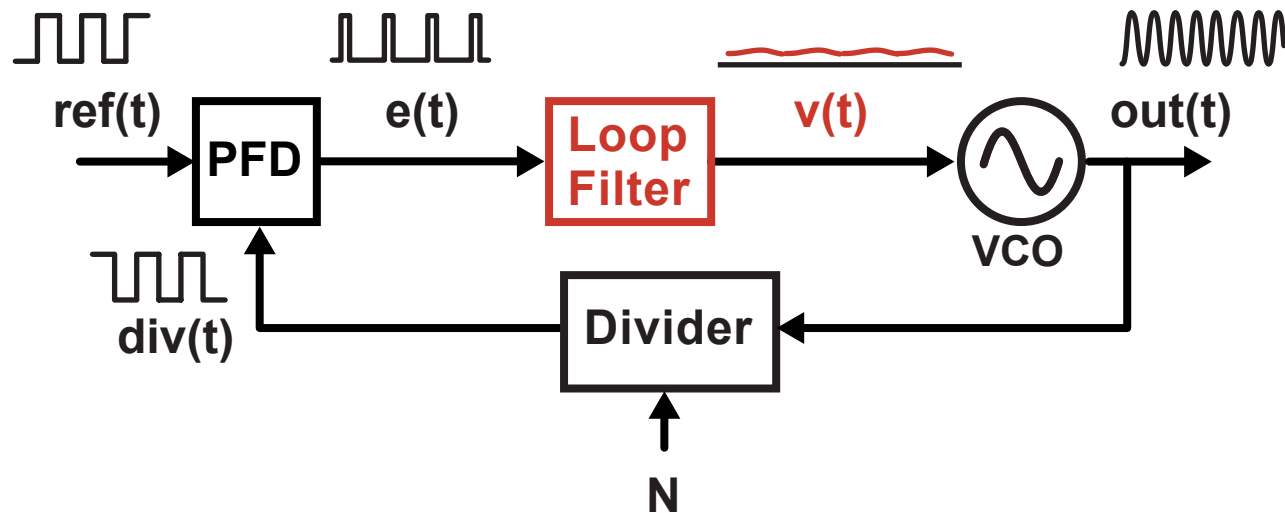 ref(t)
PFD
e(t)
Loop
Filter
v(t)
out(t)
VCO
div(t)
Divider
N